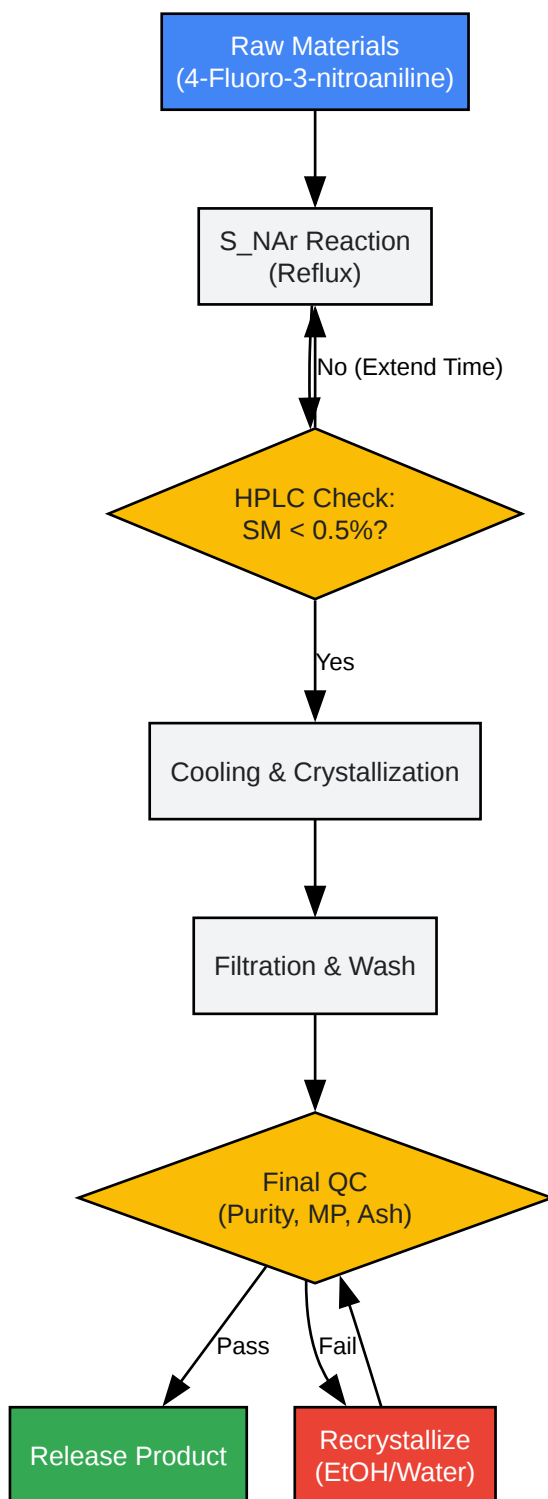 Raw Materials
(4-Fluoro-3-nitroaniline)
S_NAr Reaction
(Reflux)
No (Extend Time)
HPLC Check:
SM < 0.5%?
Yes
Cooling & Crystallization
Filtration & Wash
Final QC
(Purity, MP, Ash)
Pass
Fail
Release Product
Recrystallize
(EtOH/Water)